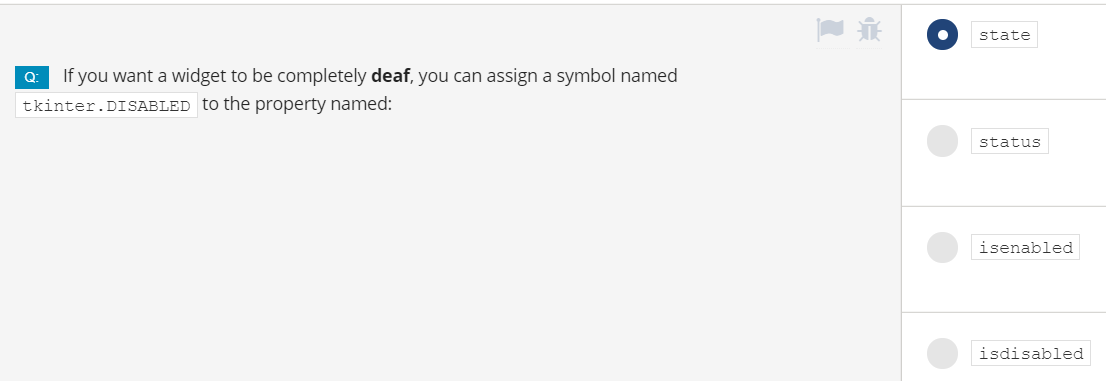 Q: If you want a widget to be completely deaf, you can assign a symbol named
tkinter.DISABLED to the property named:
state
status
isenabled
isdisabled